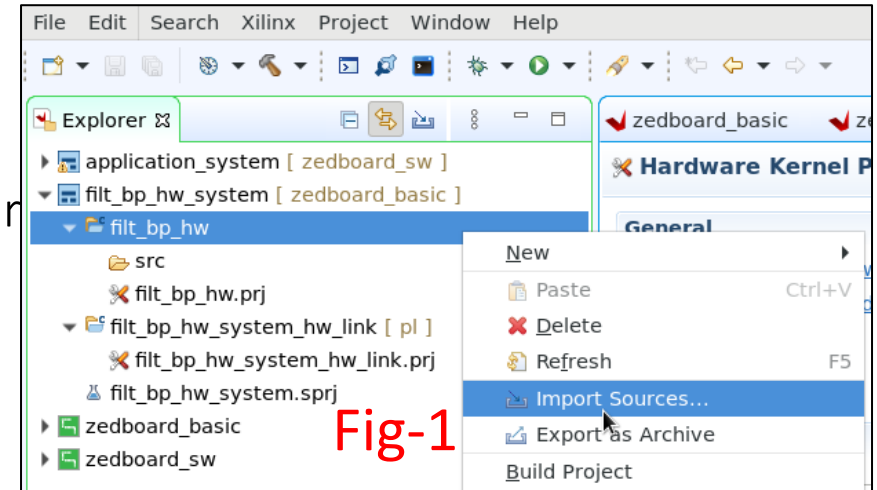 File Edit Search Xilinx Project Window Help
Explorer
zedboard_basic
application_system [ zedboard_sw ]
Hardware Kernel P
filt_bp_hw_system [ zedboard_basic ]
r
filt_bp_hw
General
src
New
filt_bp_hw.prj
Paste Ctrl+V
filt_bp_hw_system_hw_link [ pl ]
Delete
filt_bp_hw_system_hw_link.prj
Refresh F5
filt_bp_hw_system.sprj
Import Sources...
zedboard_basic
Fig-1
Export as Archive
zedboard_sw
Build Project